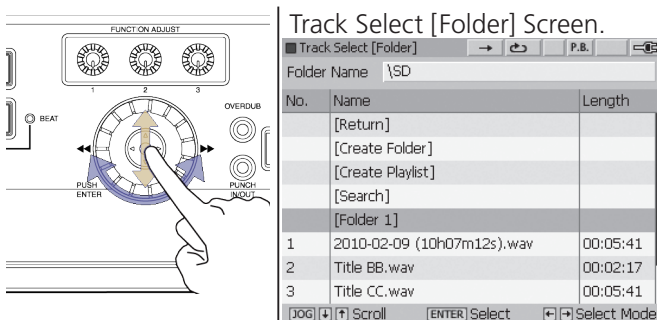 FUNCTION ADJUST
1 2 3
BEAT
OVERDUB
PUSH
ENTER
PUNCH
IN/OUT
Track Select [Folder] Screen.
Track Select [Folder] P.B.
Folder Name \SD
No. Name Length
[Return]
[Create Folder]
[Create Playlist]
[Search]
[Folder 1]
1 2010-02-09 (10h07m12s).wav 00:05:41
2 Title BB.wav 00:02:17
3 Title CC.wav 00:05:41
JOG ↓ ↑ Scroll ENTER Select ← → Select Mode